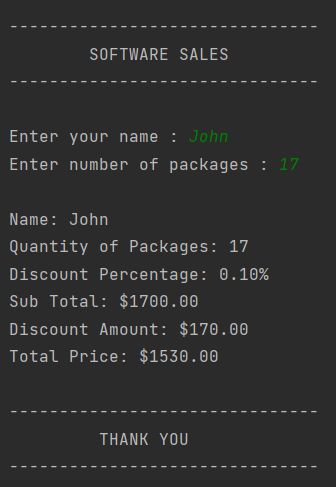 -------------------------------
SOFTWARE SALES
-------------------------------
Enter your name : John
Enter number of packages : 17
Name: John
Quantity of Packages: 17
Discount Percentage: 0.10%
Sub Total: $1700.00
Discount Amount: $170.00
Total Price: $1530.00
-------------------------------
THANK YOU
-------------------------------